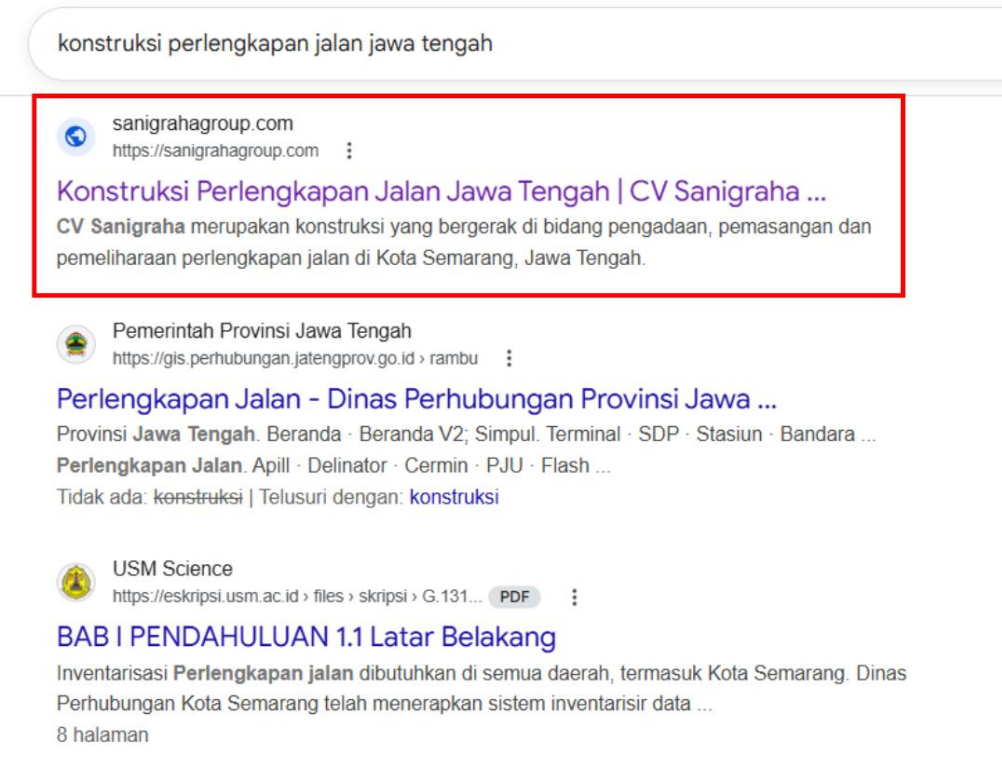 konstruksi perlengkapan jalan jawa tengah
sanigrahagroup.com
https://sanigrahagroup.com
Konstruksi Perlengkapan Jalan Jawa Tengah | CV Sanigraha ...
CV Sanigraha merupakan konstruksi yang bergerak di bidang pengadaan, pemasangan dan
pemeliharaan perlengkapan jalan di Kota Semarang, Jawa Tengah.
Pemerintah Provinsi Jawa Tengah
https://gis.perhubungan.jatengprov.go.id › rambu
Perlengkapan Jalan - Dinas Perhubungan Provinsi Jawa ...
Provinsi Jawa Tengah. Beranda · Beranda V2; Simpul. Terminal · SDP · Stasiun · Bandara ...
Perlengkapan Jalan. Apill · Delinator · Cermin · PJU · Flash ...
Tidak ada: konstruksi | Telusuri dengan: konstruksi
USM Science
https://eskripsi.usm.ac.id › files › skripsi › G.131... PDF
BAB I PENDAHULUAN 1.1 Latar Belakang
Inventarisasi Perlengkapan jalan dibutuhkan di semua daerah, termasuk Kota Semarang. Dinas
Perhubungan Kota Semarang telah menerapkan sistem inventarisir data ...
8 halaman